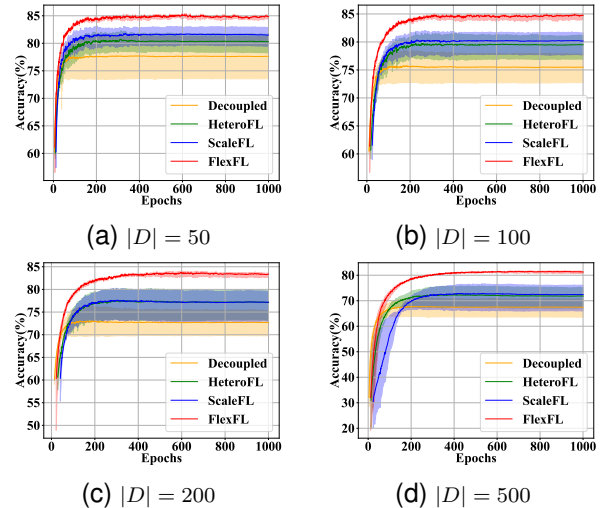 85
80
75
70
65
60
Accuracy(%)
Decoupled
HeteroFL
ScaleFL
FlexFL
0 200 400 600 800 1000
Epochs
(a) |D| = 50
85
80
75
70
65
60
Accuracy(%)
Decoupled
HeteroFL
ScaleFL
FlexFL
0 200 400 600 800 1000
Epochs
(b) |D| = 100
85
80
75
70
65
60
55
50
Accuracy(%)
Decoupled
HeteroFL
ScaleFL
FlexFL
0 200 400 600 800 1000
Epochs
(c) |D| = 200
80
70
60
50
40
30
20
Accuracy(%)
Decoupled
HeteroFL
ScaleFL
FlexFL
0 200 400 600 800 1000
Epochs
(d) |D| = 500